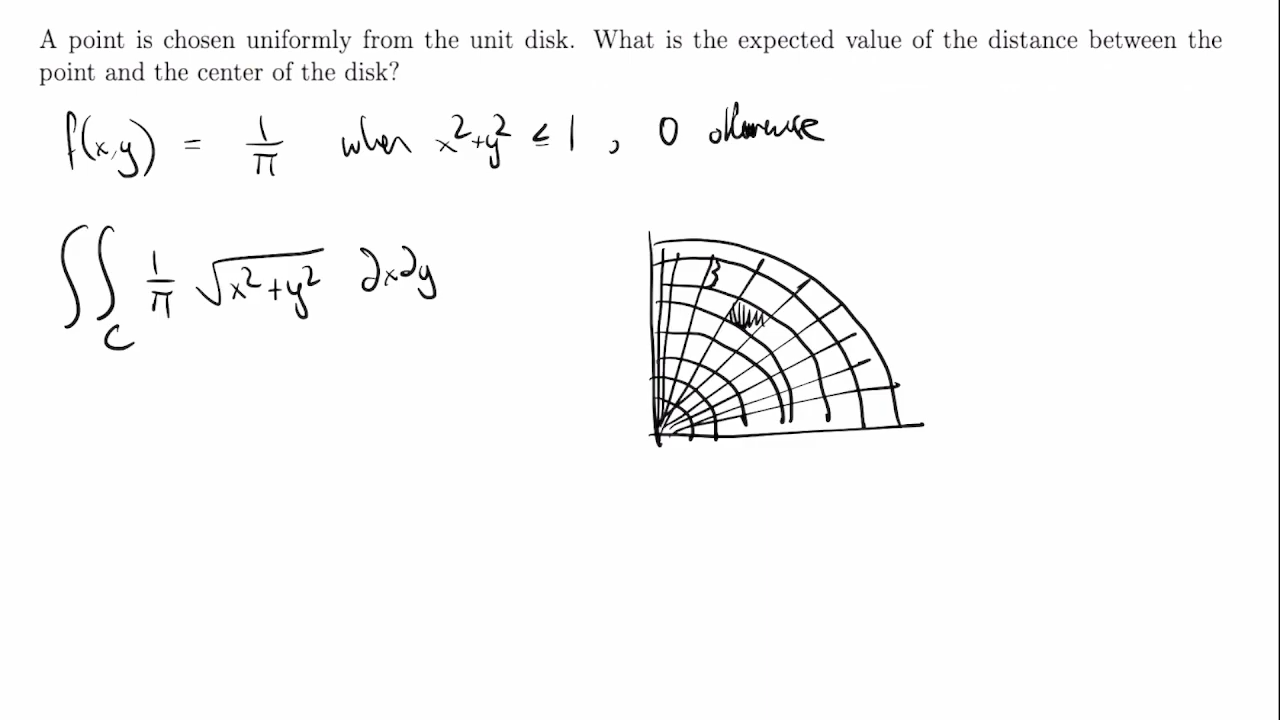 A point is chosen uniformly from the unit disk. What is the expected value of the distance between the
point and the center of the disk?
f(x,y) = 1/π when x²+y² ≤ 1 , 0 otherwise
∫∫_C 1/π √(x²+y²) ∂x∂y